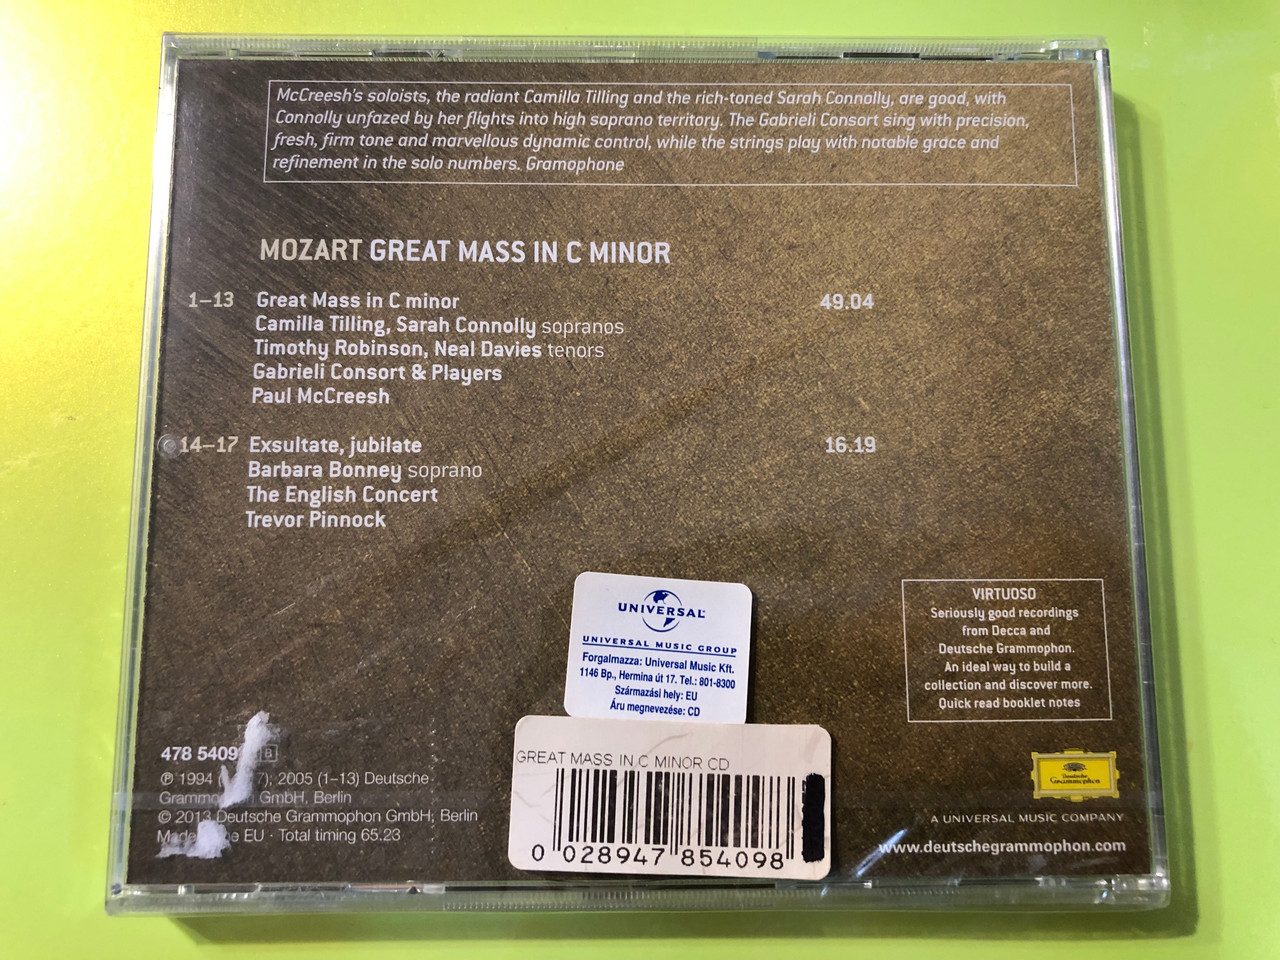 McCreesh's soloists, the radiant Camilla Tilling and the rich-toned Sarah Connolly, are good, with
Connolly unfazed by her flights into high soprano territory. The Gabrieli Consort sing with precision,
fresh, firm tone and marvellous dynamic control, while the strings play with notable grace and
refinement in the solo numbers. Gramophone
MOZART GREAT MASS IN C MINOR
1–13 Great Mass in C minor 49.04
Camilla Tilling, Sarah Connolly sopranos
Timothy Robinson, Neal Davies tenors
Gabrieli Consort & Players
Paul McCreesh
14–17 Exsultate, jubilate 16.19
Barbara Bonney soprano
The English Concert
Trevor Pinnock
UNIVERSAL
UNIVERSAL MUSIC GROUP
Forgalmazza: Universal Music Kft.
1146 Bp., Hermina út 17. Tel.: 801-8300
Származási hely: EU
Áru megnevezése: CD
GREAT MASS IN C MINOR CD
0 028947 854098
VIRTUOSO
Seriously good recordings
from Decca and
Deutsche Grammophon.
An ideal way to build a
collection and discover more.
Quick read booklet notes
478 5409 B
℗ 1994 7); 2005 (1–13) Deutsche
GmbH, Berlin
© 2013 Deutsche Grammophon GmbH, Berlin
EU · Total timing 65.23
Deutsche
Grammophon
A UNIVERSAL MUSIC COMPANY
www.deutschegrammophon.com